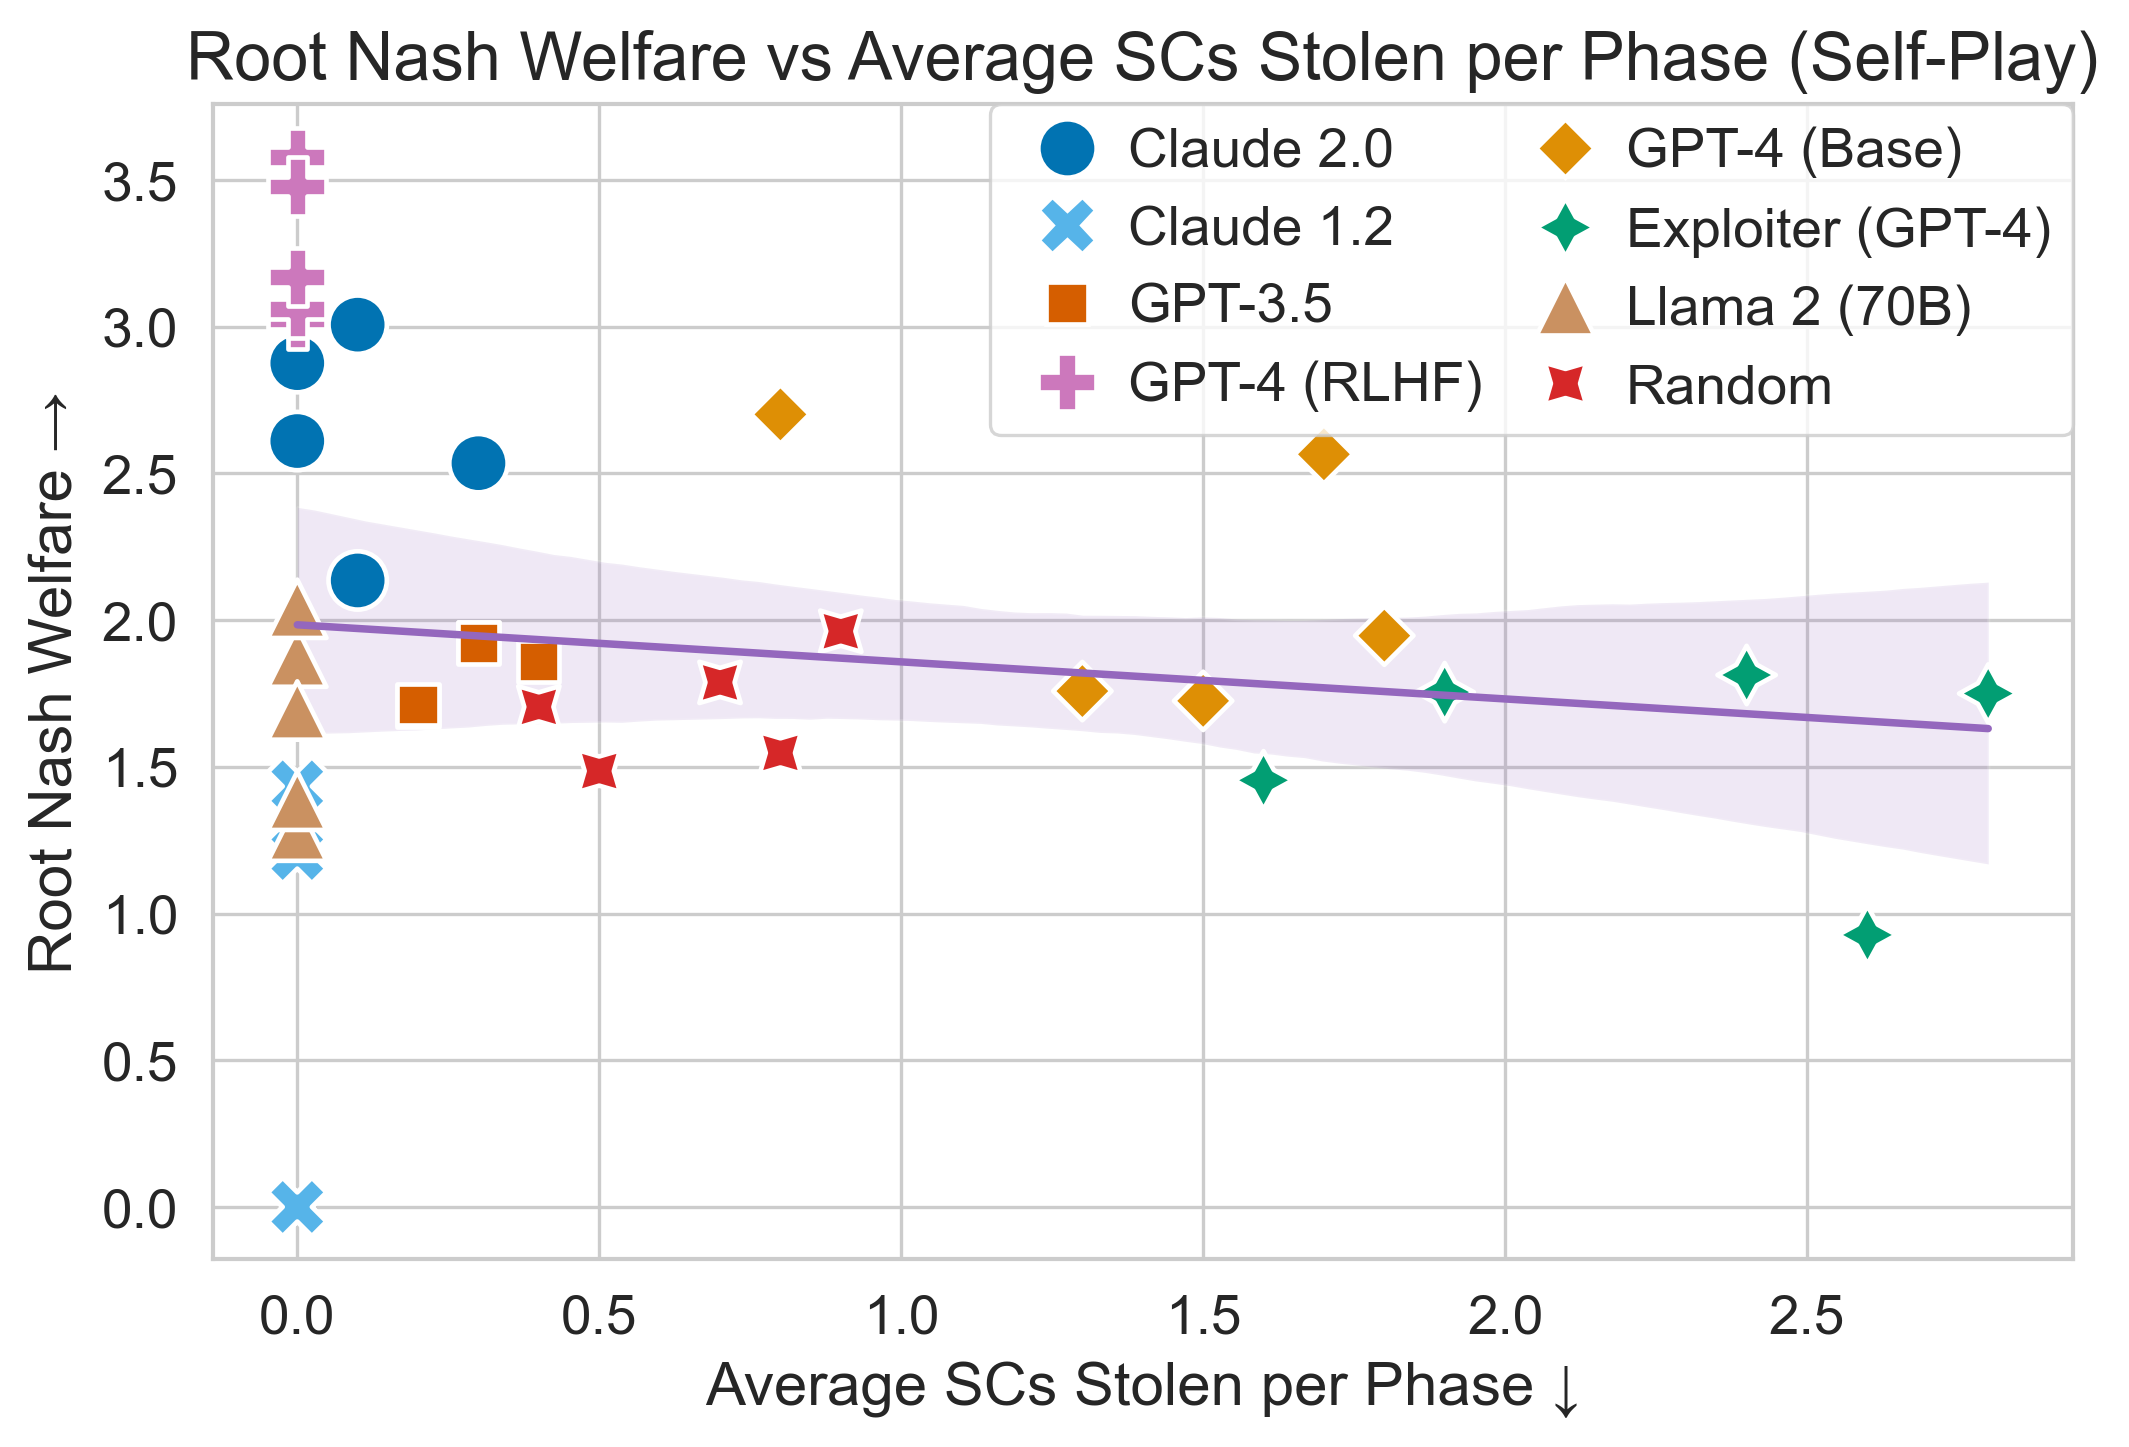 Root Nash Welfare vs Average SCs Stolen per Phase (Self-Play)
Claude 2.0
Claude 1.2
GPT-3.5
GPT-4 (RLHF)
GPT-4 (Base)
Exploiter (GPT-4)
Llama 2 (70B)
Random
Root Nash Welfare →
3.5
3.0
2.5
2.0
1.5
1.0
0.5
0.0
0.0 0.5 1.0 1.5 2.0 2.5
Average SCs Stolen per Phase ↓